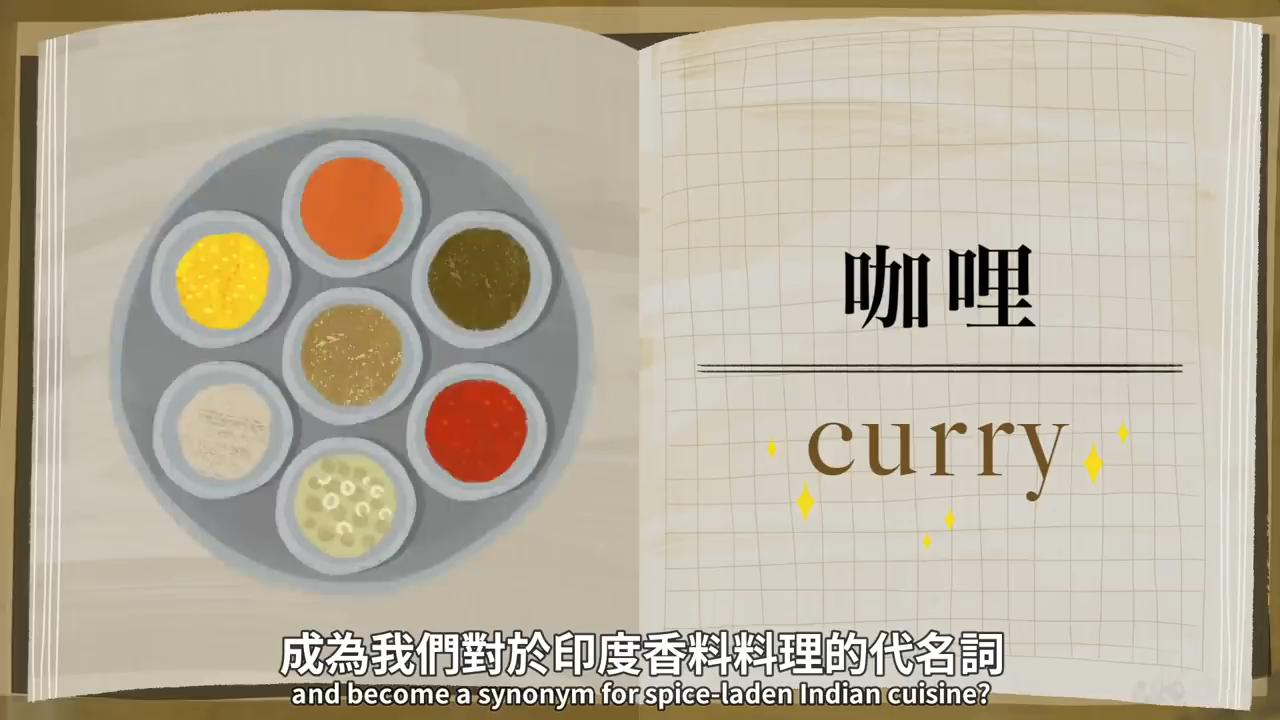 咖哩
curry
成為我們對於印度香料料理的代名詞
and become a synonym for spice-laden Indian cuisine?